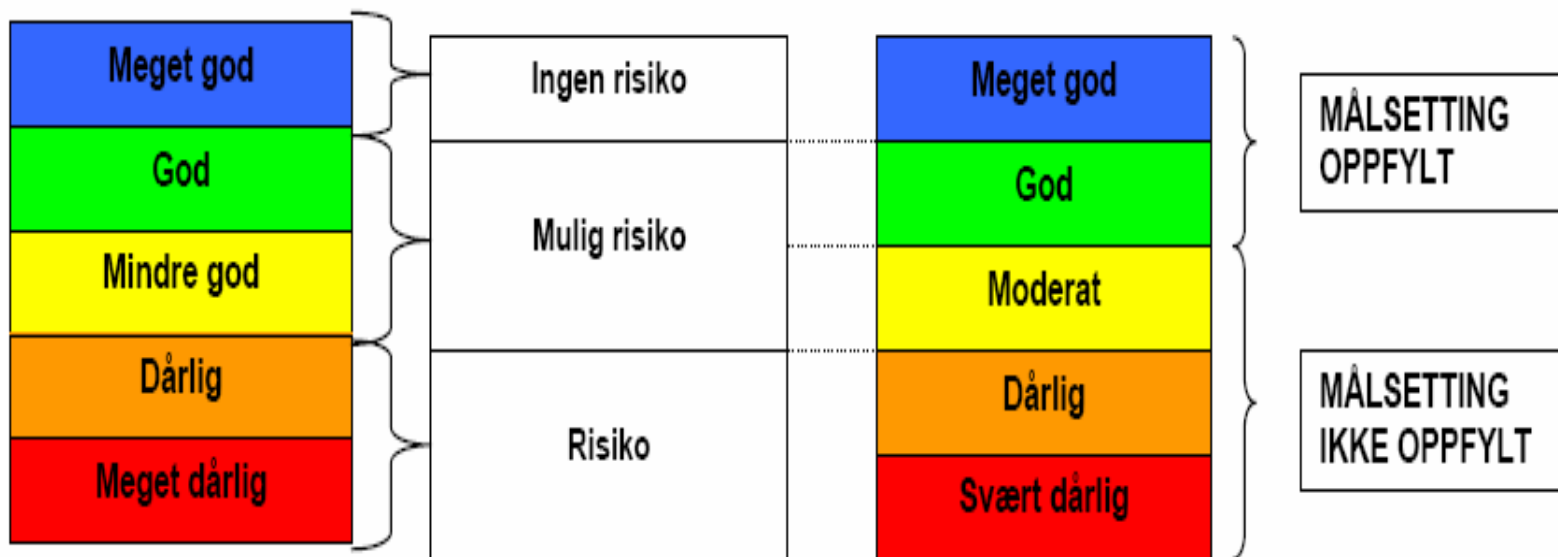 Meget god
God
Mindre god
Dårlig
Meget dårlig
Ingen risiko
Mulig risiko
Risiko
Meget god
God
Moderat
Dårlig
Svært dårlig
MÅLSETTING
OPPFYLT
MÅLSETTING
IKKE OPPFYLT